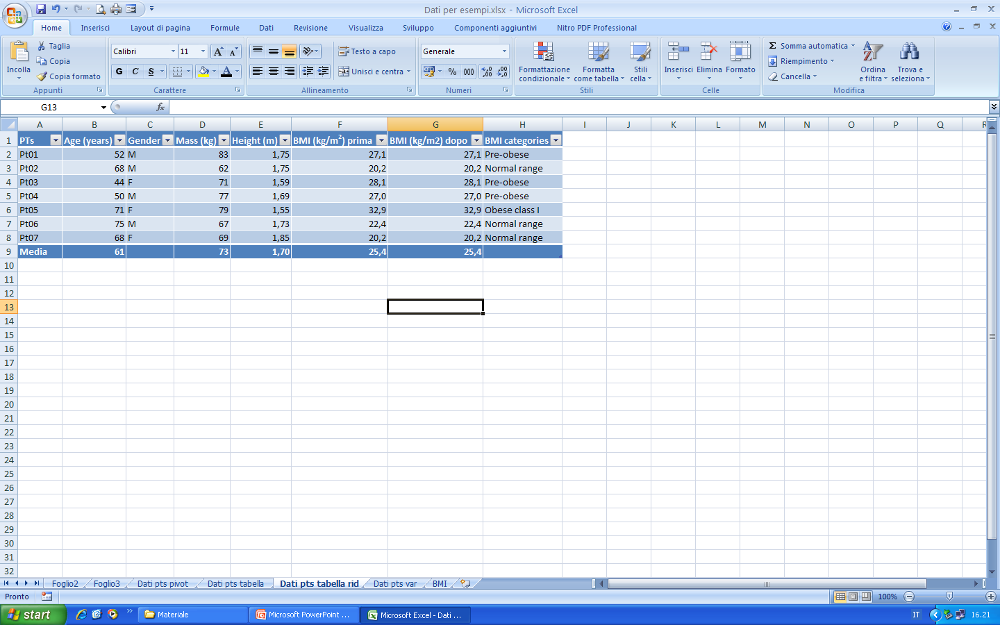 Dati per esempi.xlsx - Microsoft Excel
Home Inserisci Layout di pagina Formule Dati Revisione Visualizza Sviluppo Componenti aggiuntivi Nitro PDF Professional
Incolla Taglia Copia Copia formato
Calibri 11 G C S
Testo a capo Unisci e centra
Generale % 000 ,00 ,00
Formattazione condizionale Formatta come tabella Stili cella
Inserisci Elimina Formato
Somma automatica Riempimento Cancella Ordina e filtra Trova e seleziona
Appunti Carattere Allineamento Numeri Stili Celle Modifica
G13 fx
A B C D E F G H I J K L M N O P Q R
1 PTs Age (years) Gender Mass (kg) Height (m) BMI (kg/m²) prima BMI (kg/m2) dopo BMI categories
2 Pt01 52 M 83 1,75 27,1 27,1 Pre-obese
3 Pt02 68 M 62 1,75 20,2 20,2 Normal range
4 Pt03 44 F 71 1,59 28,1 28,1 Pre-obese
5 Pt04 50 M 77 1,69 27,0 27,0 Pre-obese
6 Pt05 71 F 79 1,55 32,9 32,9 Obese class I
7 Pt06 75 M 67 1,73 22,4 22,4 Normal range
8 Pt07 68 F 69 1,85 20,2 20,2 Normal range
9 Media 61 73 1,70 25,4 25,4
10
11
12
13
14
15
16
17
18
19
20
21
22
23
24
25
26
27
28
29
30
31
32
Foglio2 Foglio3 Dati pts pivot Dati pts tabella Dati pts tabella rid Dati pts var BMI
Pronto 100%
start Materiale Microsoft PowerPoint ... Microsoft Excel - Dati ... IT 16.21